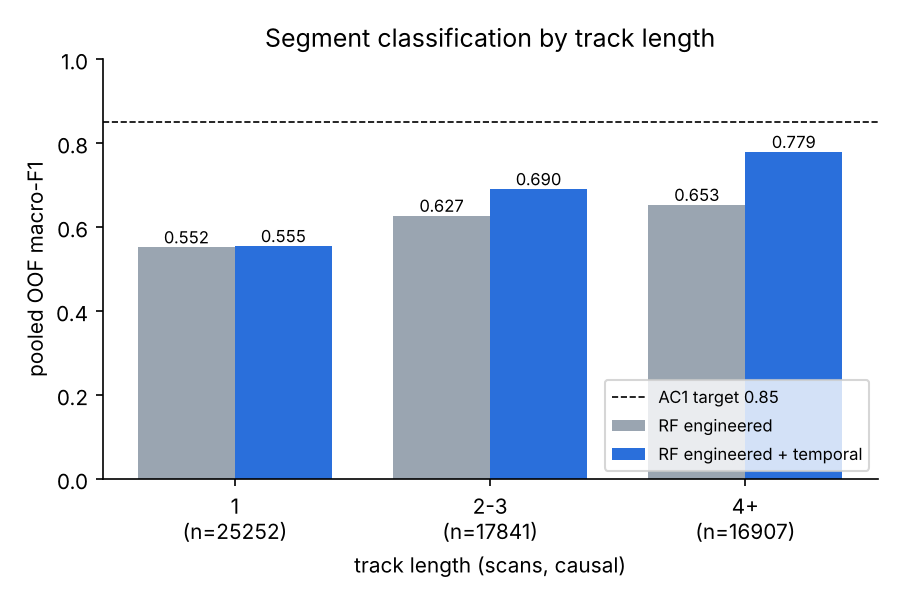 Segment classification by track length
pooled OOF macro-F1
1.0
0.8
0.6
0.4
0.2
0.0
0.552
0.555
0.627
0.690
0.653
0.779
AC1 target 0.85
RF engineered
RF engineered + temporal
1
(n=25252)
2-3
(n=17841)
4+
(n=16907)
track length (scans, causal)